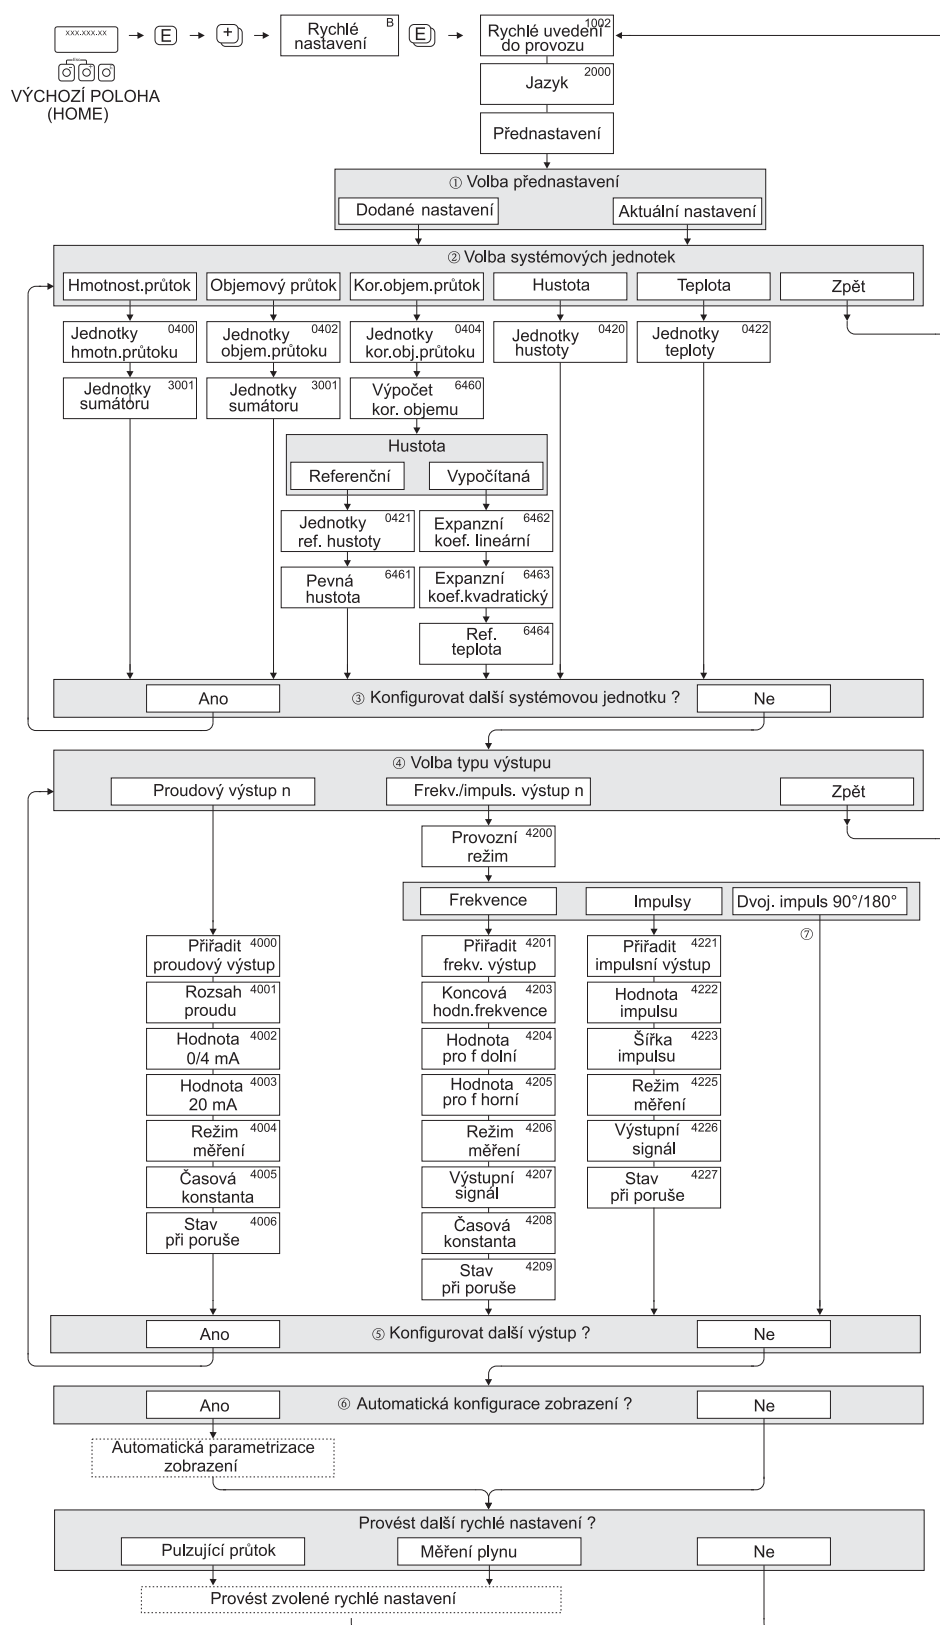 xxx.xxx.xx
E
+
B
Rychlé
nastavení
E
1002
Rychlé uvedení
do provozu
Esc
VÝCHOZÍ POLOHA
(HOME)
2000
Jazyk
Přednastavení
① Volba přednastavení
Dodané nastavení
Aktuální nastavení
② Volba systémových jednotek
Hmotnost.průtok
Objemový průtok
Kor.objem.průtok
Hustota
Teplota
Zpět
0400
Jednotky
hmotn.průtoku
0402
Jednotky
objem.průtoku
0404
Jednotky
kor.obj.průtoku
0420
Jednotky
hustoty
0422
Jednotky
teploty
3001
Jednotky
sumátoru
3001
Jednotky
sumátoru
6460
Výpočet
kor. objemu
Hustota
Referenční
Vypočítaná
0421
Jednotky
ref. hustoty
6462
Expanzní
koef. lineární
6461
Pevná
hustota
6463
Expanzní
koef.kvadratický
6464
Ref.
teplota
Ano
③ Konfigurovat další systémovou jednotku ?
Ne
④ Volba typu výstupu
Proudový výstup n
Frekv./impuls. výstup n
Zpět
4200
Provozní
režim
Frekvence
Impulsy
Dvoj. impuls 90°/180°
⑦
4000
Přiřadit
proudový výstup
4201
Přiřadit
frekv. výstup
4221
Přiřadit
impulsní výstup
4001
Rozsah
proudu
4203
Koncová
hodn.frekvence
4222
Hodnota
impulsu
4002
Hodnota
0/4 mA
4204
Hodnota
pro f dolní
4223
Šířka
impulsu
4003
Hodnota
20 mA
4205
Hodnota
pro f horní
4225
Režim
měření
4004
Režim
měření
4206
Režim
měření
4226
Výstupní
signál
4005
Časová
konstanta
4207
Výstupní
signál
4227
Stav
při poruše
4006
Stav
při poruše
4208
Časová
konstanta
4209
Stav
při poruše
Ano
⑤ Konfigurovat další výstup ?
Ne
Ano
⑥ Automatická konfigurace zobrazení ?
Ne
Automatická parametrizace
zobrazení
Provést další rychlé nastavení ?
Pulzující průtok
Měření plynu
Ne
Provést zvolené rychlé nastavení